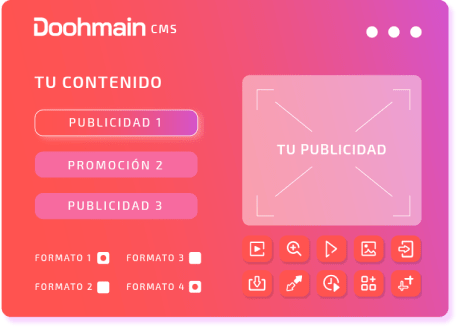 Doohmain CMS
TU CONTENIDO
PUBLICIDAD 1
PROMOCIÓN 2
PUBLICIDAD 3
TU PUBLICIDAD
FORMATO 1 FORMATO 3
FORMATO 2 FORMATO 4